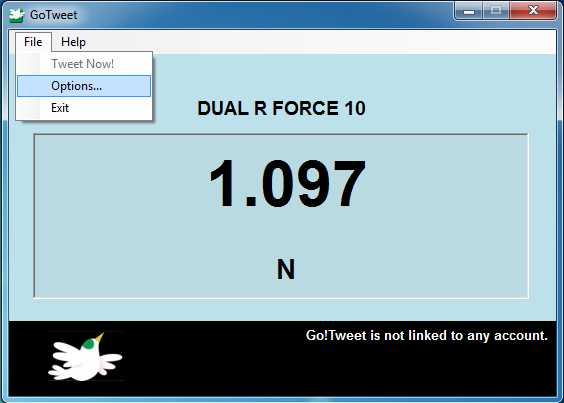 GoTweet
File Help
Tweet Now!
Options...
Exit
DUAL R FORCE 10
1.097
N
Go!Tweet is not linked to any account.